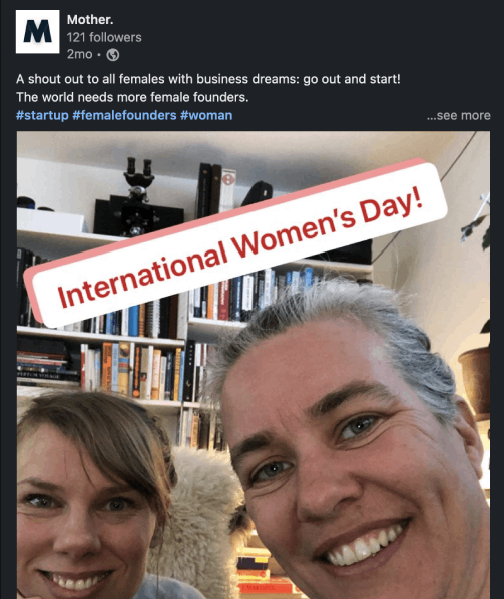 M
Mother.
121 followers
2mo •
A shout out to all females with business dreams: go out and start!
The world needs more female founders.
#startup #femalefounders #woman
...see more
International Women's Day!